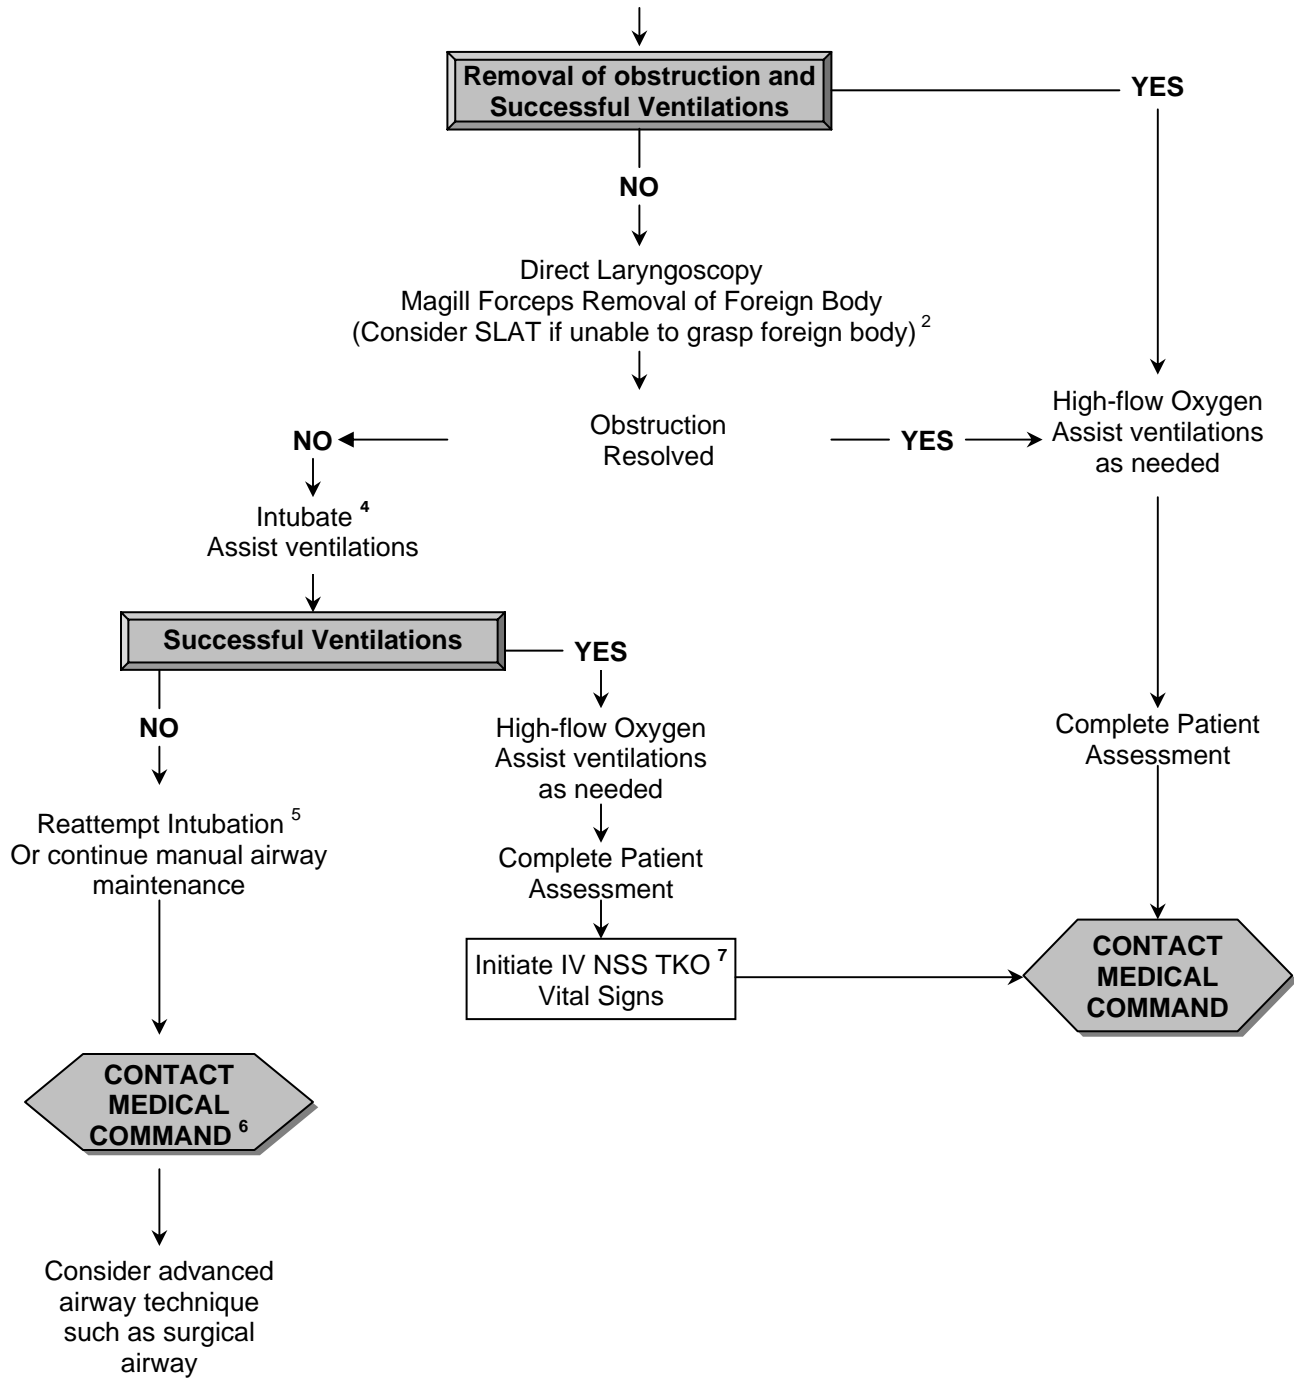 Removal of obstruction and
Successful Ventilations
YES
NO
Direct Laryngoscopy
Magill Forceps Removal of Foreign Body
(Consider SLAT if unable to grasp foreign body) 2
Obstruction
Resolved
NO
YES
High-flow Oxygen
Assist ventilations
as needed
Intubate 4
Assist ventilations
Successful Ventilations
YES
NO
High-flow Oxygen
Assist ventilations
as needed
Complete Patient
Assessment
Reattempt Intubation 5
Or continue manual airway
maintenance
Complete Patient
Assessment
Initiate IV NSS TKO 7
Vital Signs
CONTACT
MEDICAL
COMMAND
CONTACT
MEDICAL
COMMAND 6
Consider advanced
airway technique
such as surgical
airway